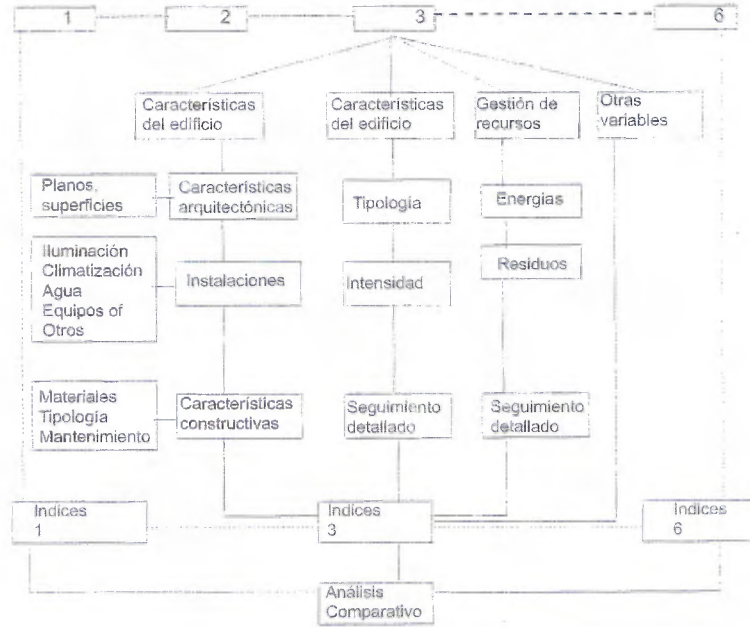 1 2 3 6
Características
del edificio
Características
del edificio
Gestión de
recursos
Otras
variables
Planos,
superficies
Características
arquitectónicas
Tipología
Energías
Iluminación
Climatización
Agua
Equipos of
Otros
Instalaciones
Intensidad
Residuos
Materiales
Tipología
Mantenimiento
Características
constructivas
Seguimiento
detallado
Seguimiento
detallado
Indices
1
Indices
3
Indices
6
Análisis
Comparativo